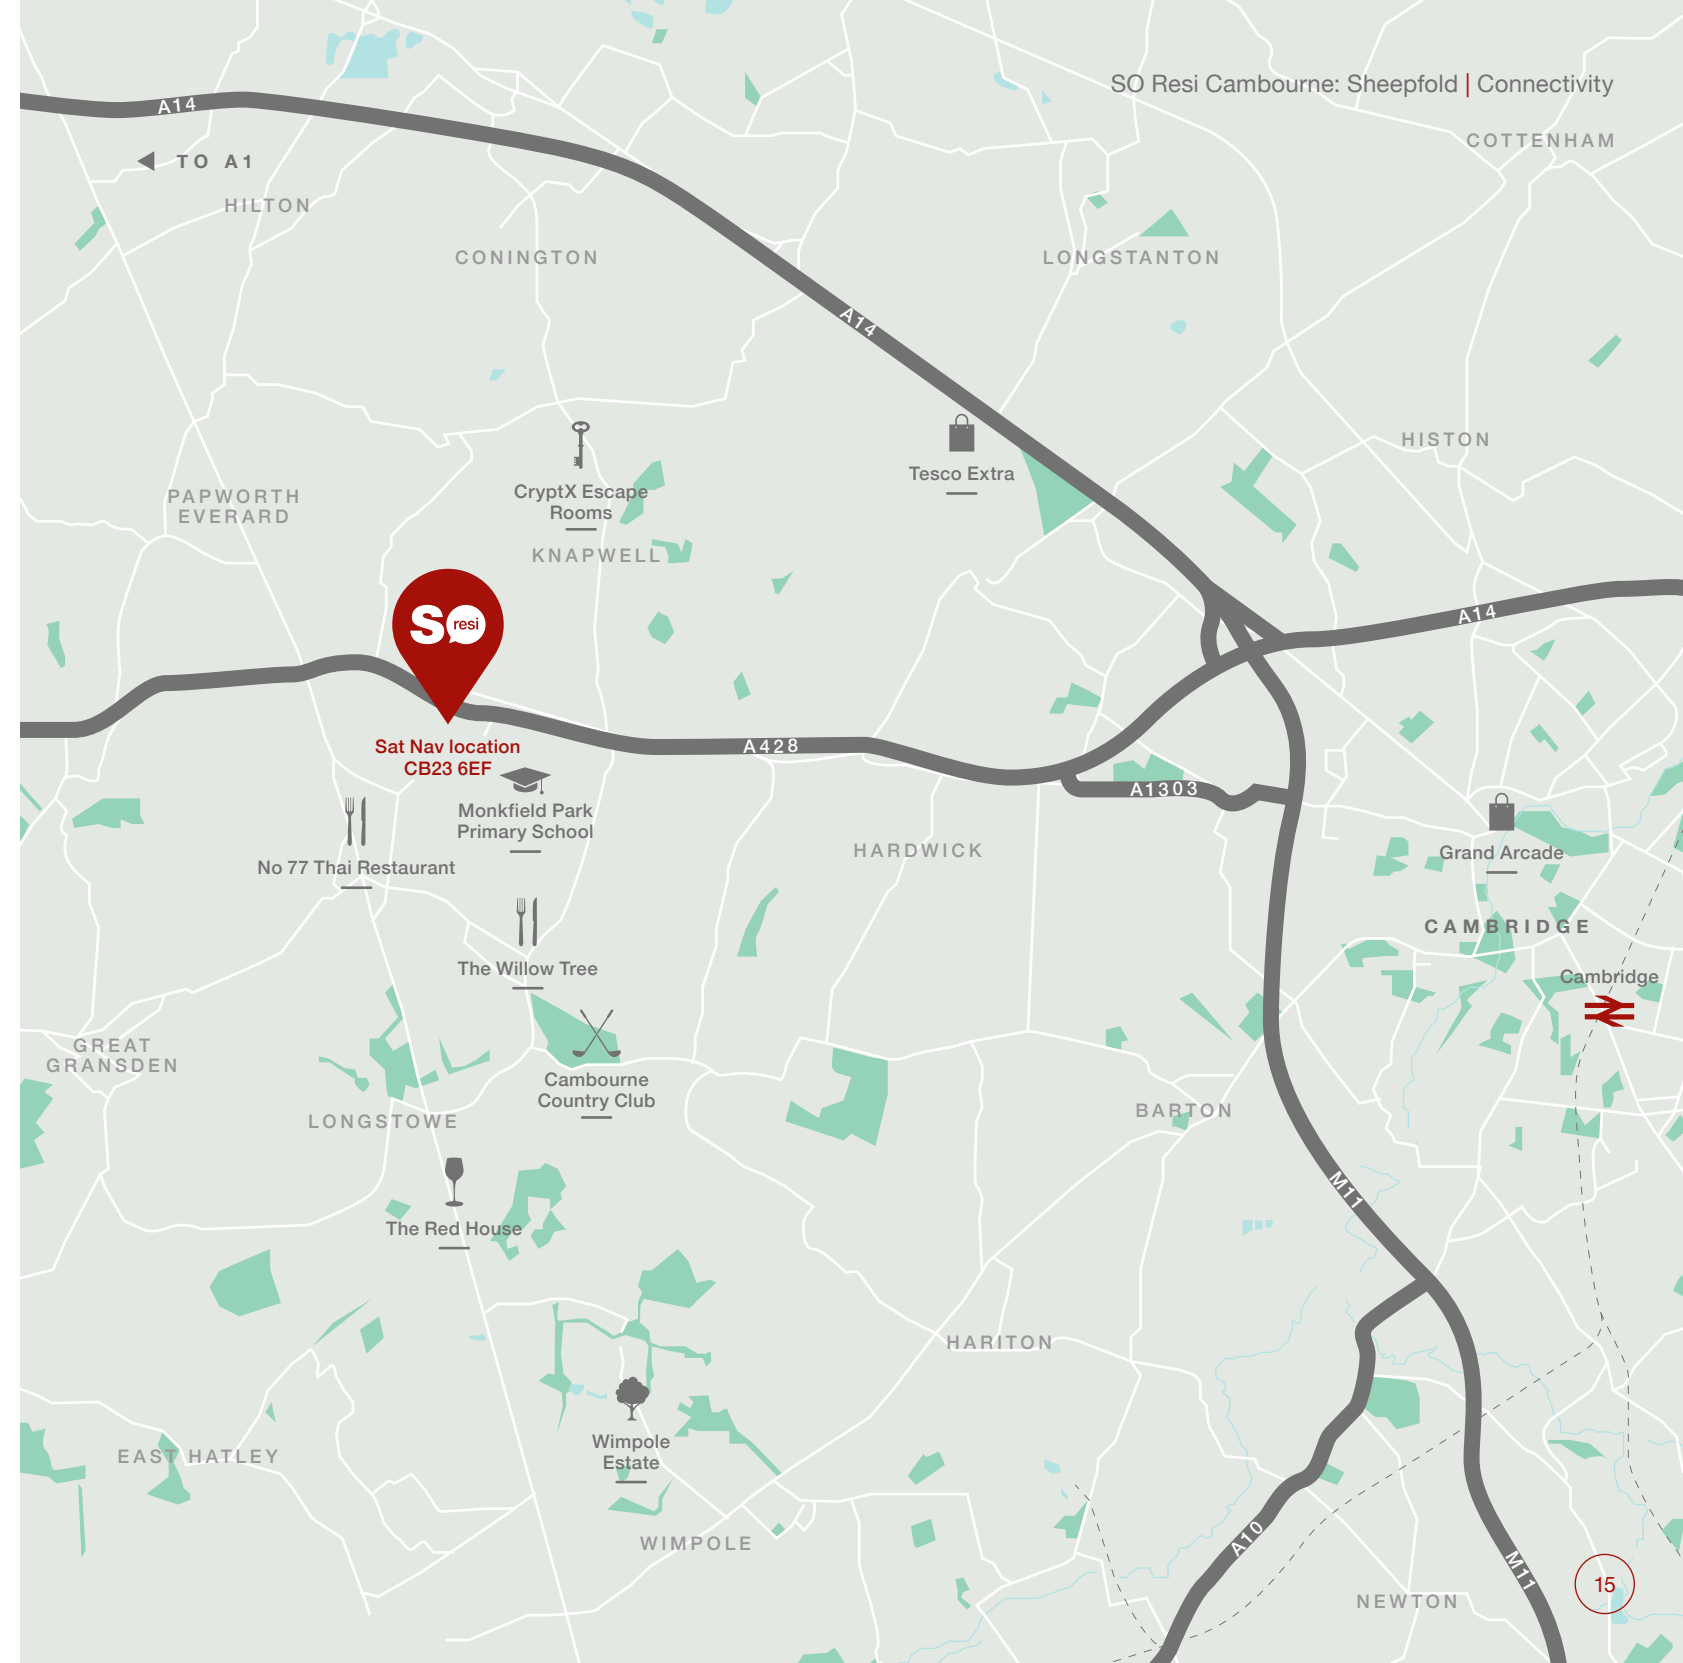 SO Resi Cambourne: Sheepfold | Connectivity
A14
TO A1
COTTENHAM
HILTON
CONINGTON
LONGSTANTON
A14
HISTON
Tesco Extra
CryptX Escape
Rooms
PAPWORTH
EVERARD
KNAPWELL
A14
SO resi
Sat Nav location
CB23 6EF
A428
A1303
Monkfield Park
Primary School
No 77 Thai Restaurant
HARDWICK
Grand Arcade
CAMBRIDGE
The Willow Tree
Cambridge
GREAT
GRANSDEN
Cambourne
Country Club
LONGSTOWE
BARTON
M11
The Red House
HARITON
Wimpole
Estate
EAST HATLEY
WIMPOLE
A10
M11
15
NEWTON